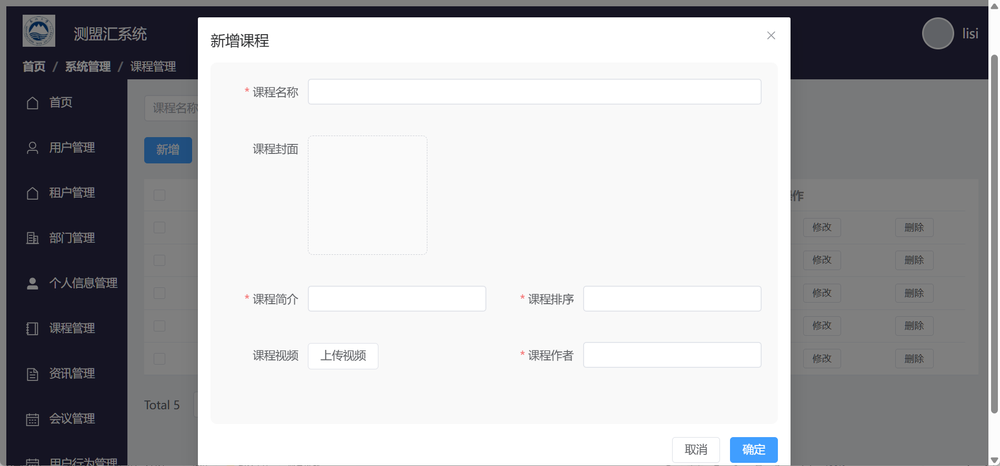 测盟汇系统
lisi
首页 / 系统管理 / 课程管理
首页
用户管理
租户管理
部门管理
个人信息管理
课程管理
资讯管理
会议管理
用户行为管理
课程名称
新增
Total 5
新增课程
* 课程名称
课程封面
* 课程简介
* 课程排序
课程视频
上传视频
* 课程作者
取消
确定
作
修改 删除
修改 删除
修改 删除
修改 删除
修改 删除